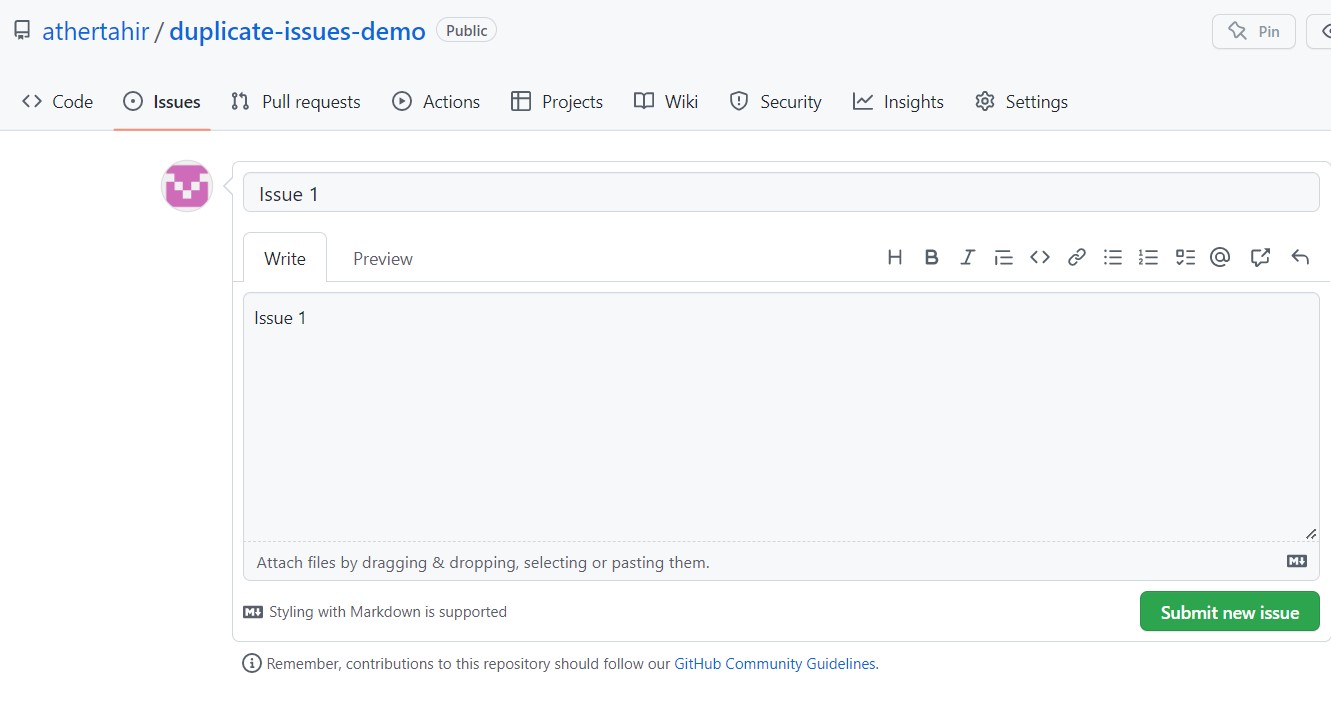 athertahir / duplicate-issues-demo Public Pin
Code Issues Pull requests Actions Projects Wiki Security Insights Settings
Issue 1
Write Preview
Issue 1
Attach files by dragging & dropping, selecting or pasting them.
Styling with Markdown is supported
Submit new issue
Remember, contributions to this repository should follow our GitHub Community Guidelines.